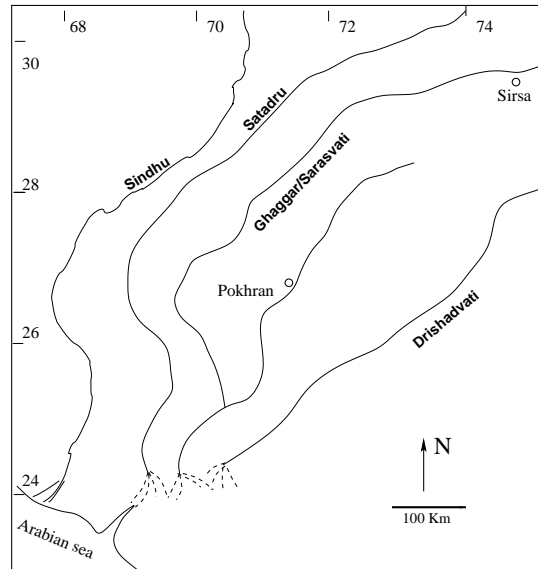 68
70
72
74
30
28
26
24
Sirsa
Satadru
Sindhu
Ghaggar/Sarasvati
Pokhran
Drishadvati
N
100 Km
Arabian sea